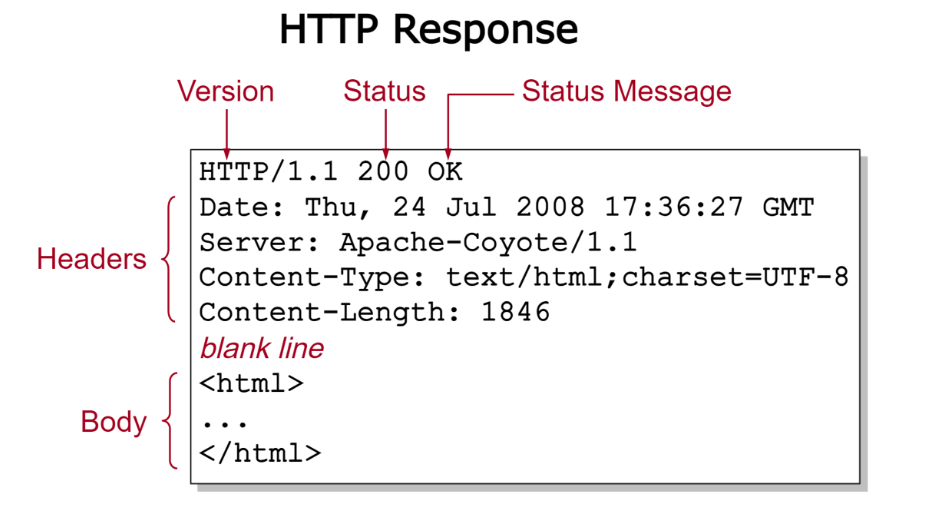 HTTP Response
Version Status Status Message
HTTP/1.1 200 OK
Date: Thu, 24 Jul 2008 17:36:27 GMT
Server: Apache-Coyote/1.1
Headers
Content-Type: text/html;charset=UTF-8
Content-Length: 1846
blank line
<html>
Body
...
</html>